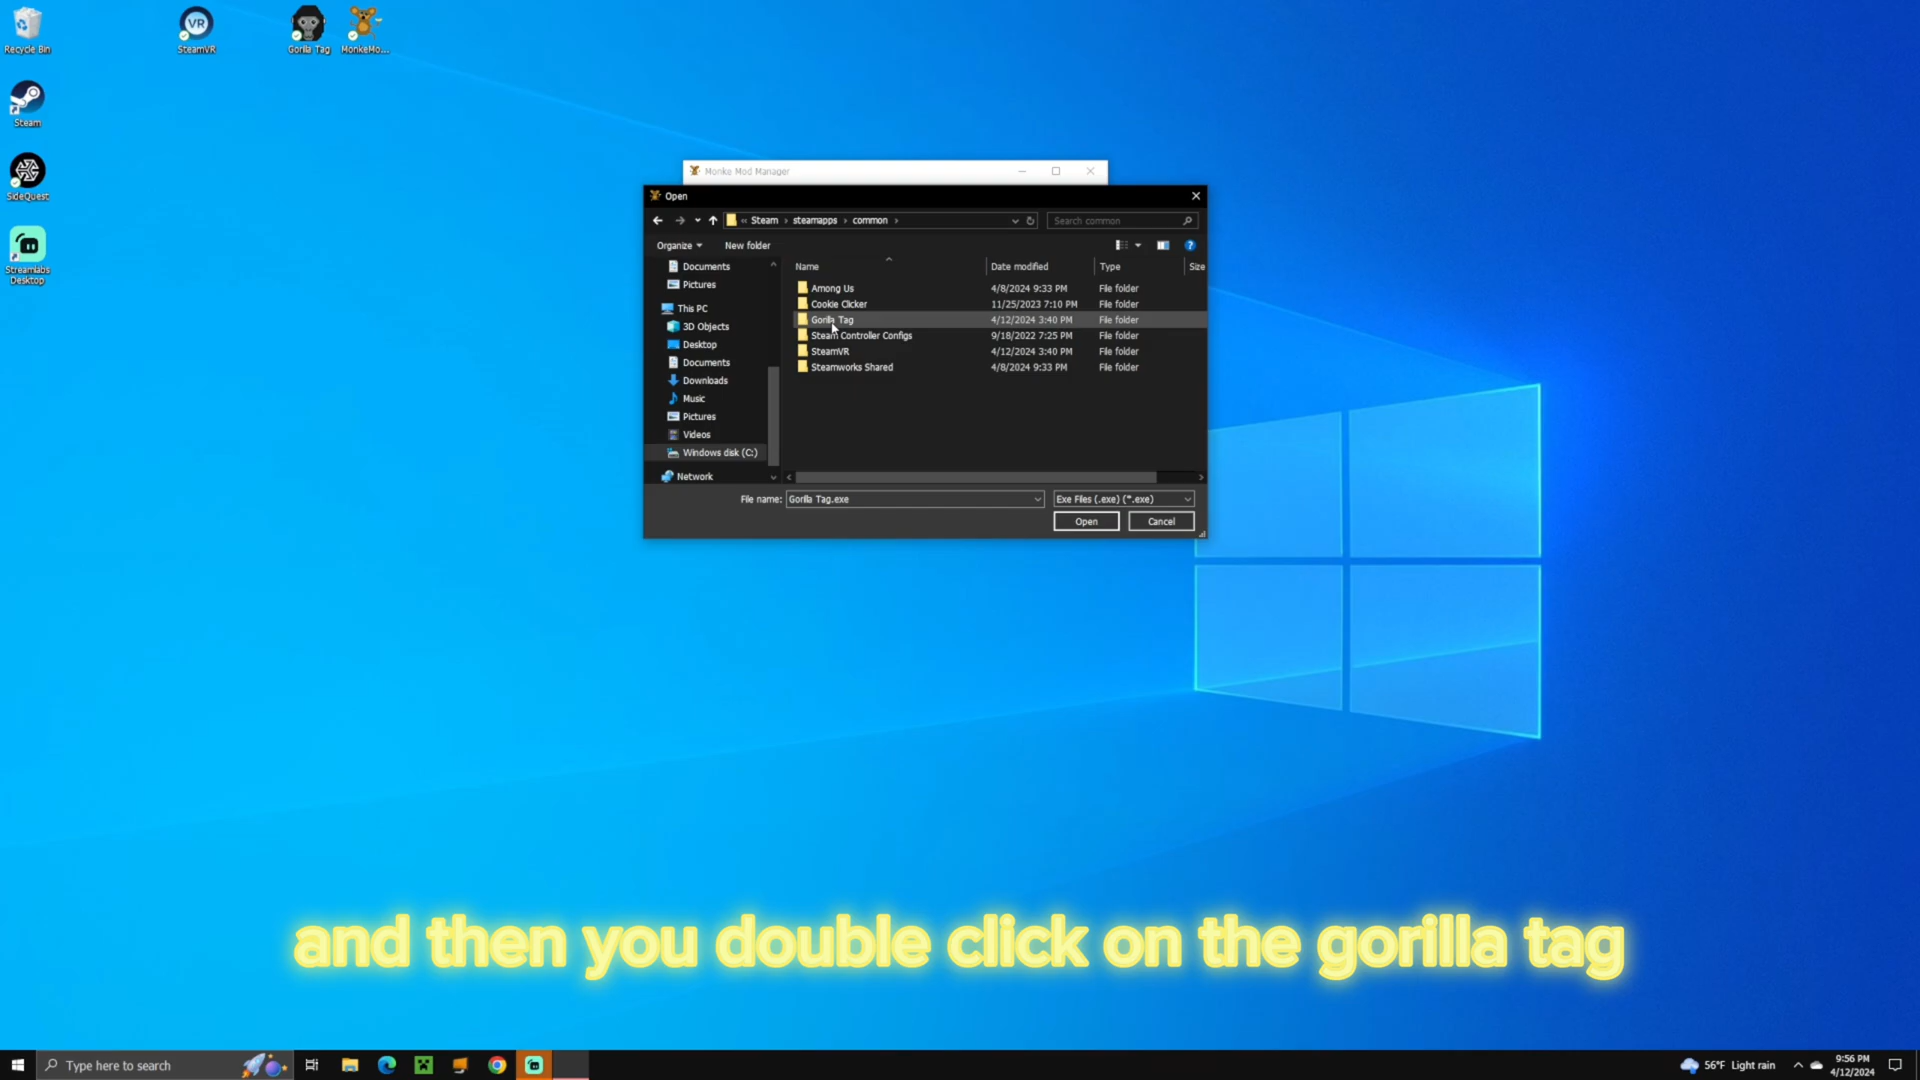 Recycle Bin
SteamVR
Gorilla Tag
MonkeMo...
Steam
SideQuest
Streamlabs
Desktop
Monke Mod Manager
Open
« Steam › steamapps › common ›
Search common
Organize
New folder
Documents
Pictures
This PC
3D Objects
Desktop
Documents
Downloads
Music
Pictures
Videos
Windows disk (C:)
Network
Name Date modified Type Size
Among Us 4/8/2024 9:33 PM File folder
Cookie Clicker 11/25/2023 7:10 PM File folder
Gorilla Tag 4/12/2024 3:40 PM File folder
Steam Controller Configs 9/18/2022 7:25 PM File folder
SteamVR 4/12/2024 3:40 PM File folder
Steamworks Shared 4/8/2024 9:33 PM File folder
File name: Gorilla Tag.exe
Exe Files (.exe) (*.exe)
Open Cancel
and then you double click on the gorilla tag
Type here to search
56°F Light rain
9:56 PM
4/12/2024